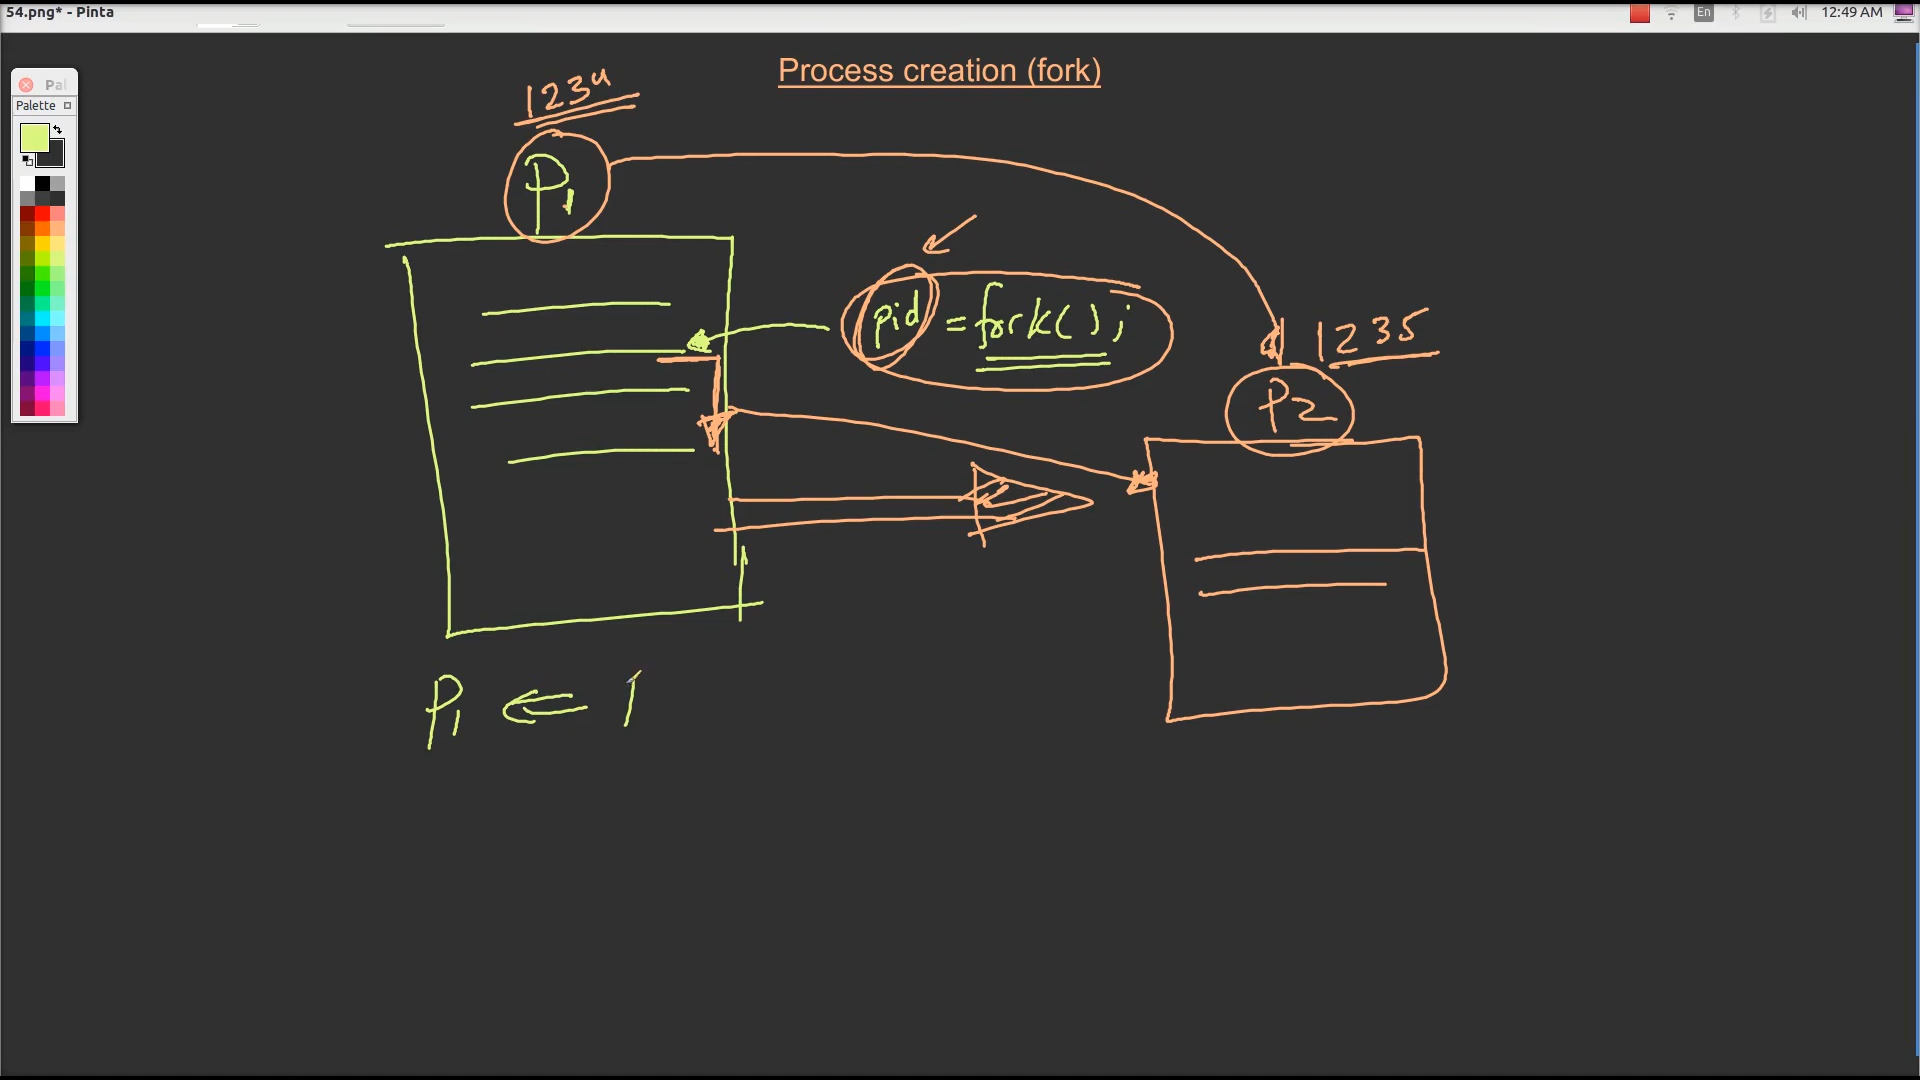 54.png* - Pinta
En
12:49 AM
Process creation (fork)
Pal
Palette
1234
P1
pid = fork();
1235
P2
P1 ⇐ 1